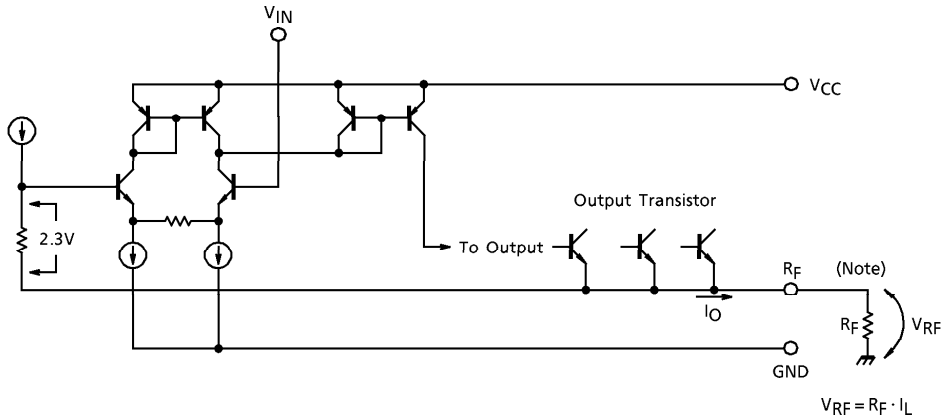 VIN
VCC
2.3V
Output Transistor
To Output
IO
RF
(Note)
RF
VRF
GND
VRF = RF · IL